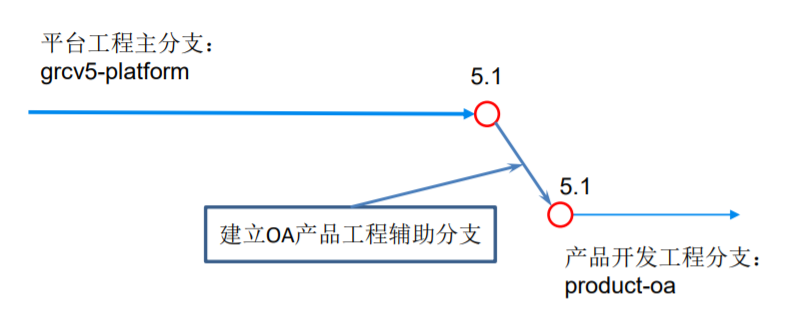 平台工程主分支：
grcv5-platform
5.1
5.1
建立OA产品工程辅助分支
产品开发工程分支：
product-oa